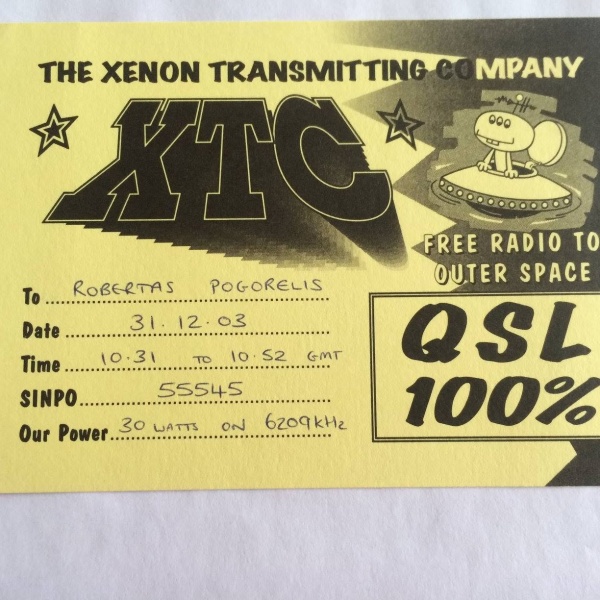 THE XENON TRANSMITTING COMPANY
XTC
FREE RADIO TO
OUTER SPACE
To ROBERTAS POGORELIS
Date 31.12.03
Time 10.31 TO 10.52 GMT
SINPO 55545
Our Power 30 WATTS ON 6209KHz
QSL
100%